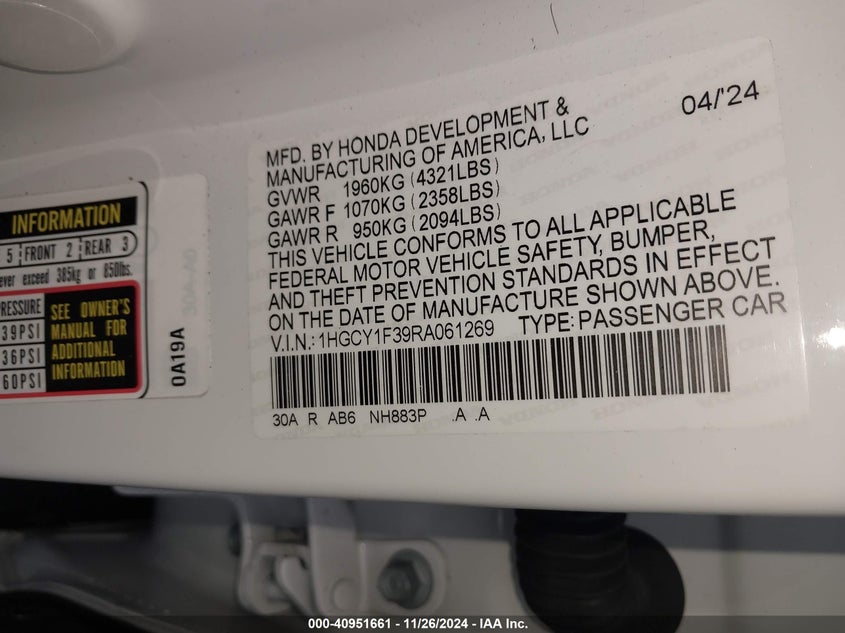 MFD. BY HONDA DEVELOPMENT &
MANUFACTURING OF AMERICA, LLC
04/'24
GVWR 1960KG (4321LBS)
GAWR F 1070KG (2358LBS)
GAWR R 950KG (2094LBS)
THIS VEHICLE CONFORMS TO ALL APPLICABLE
FEDERAL MOTOR VEHICLE SAFETY, BUMPER,
AND THEFT PREVENTION STANDARDS IN EFFECT
ON THE DATE OF MANUFACTURE SHOWN ABOVE.
V.I.N.:1HGCY1F39RA061269 TYPE:PASSENGER CAR
30A R AB6 NH883P .A .A
INFORMATION
5 FRONT 2 REAR 3
exceed 385kg or 850lbs.
39PSI
36PSI
60PSI
SEE OWNER'S
MANUAL FOR
ADDITIONAL
INFORMATION
0A19A
30A-A0
000-40951661 - 11/26/2024 - IAA Inc.